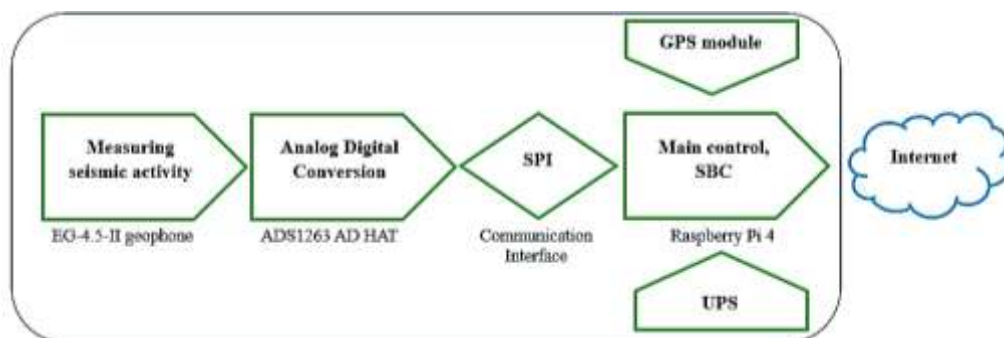 GPS module
Measuring
seismic activity
Analog Digital
Conversion
SPI
Main control,
SBC
Internet
EG-4.5-II geophone
ADS1263 AD HAT
Communication
Interface
Raspberry Pi 4
UPS